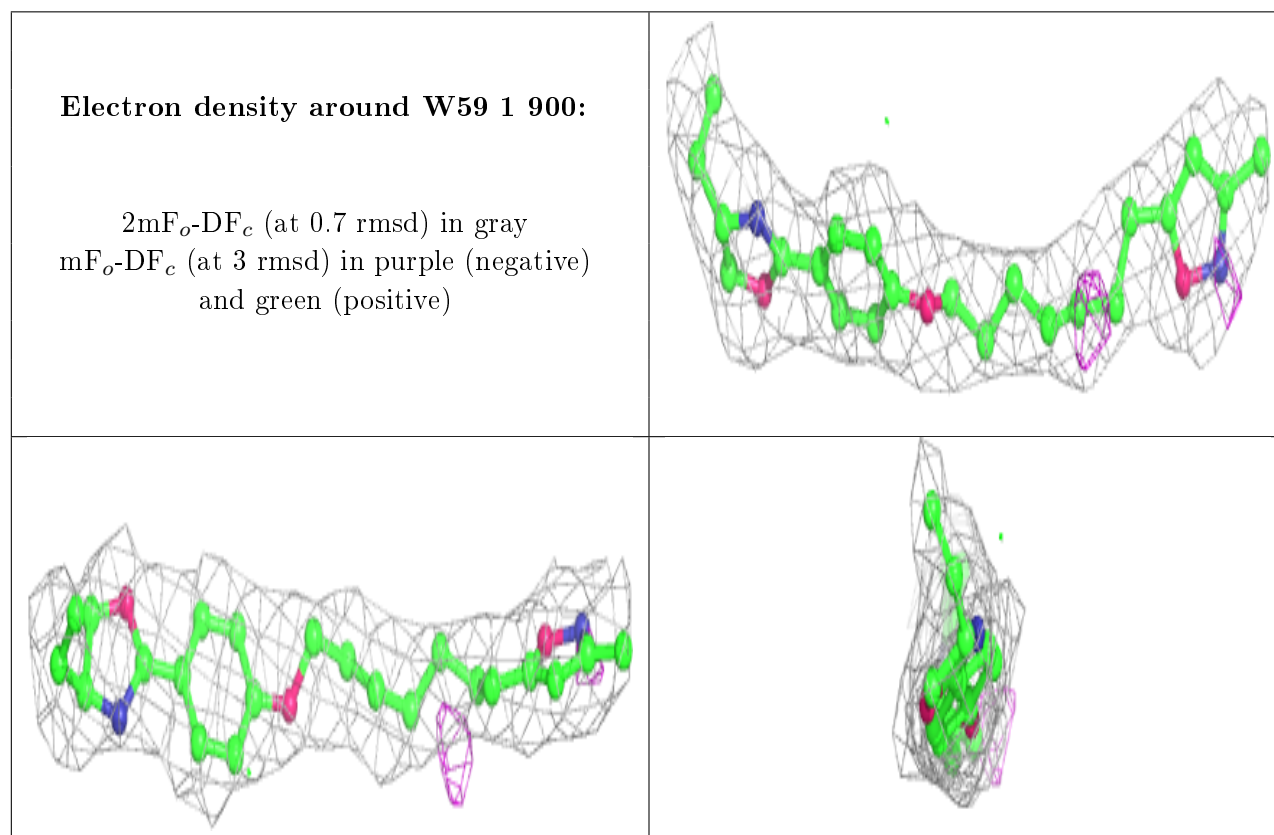 Electron density around W59 1 900:
2mFo-DFc (at 0.7 rmsd) in gray
mFo-DFc (at 3 rmsd) in purple (negative)
and green (positive)